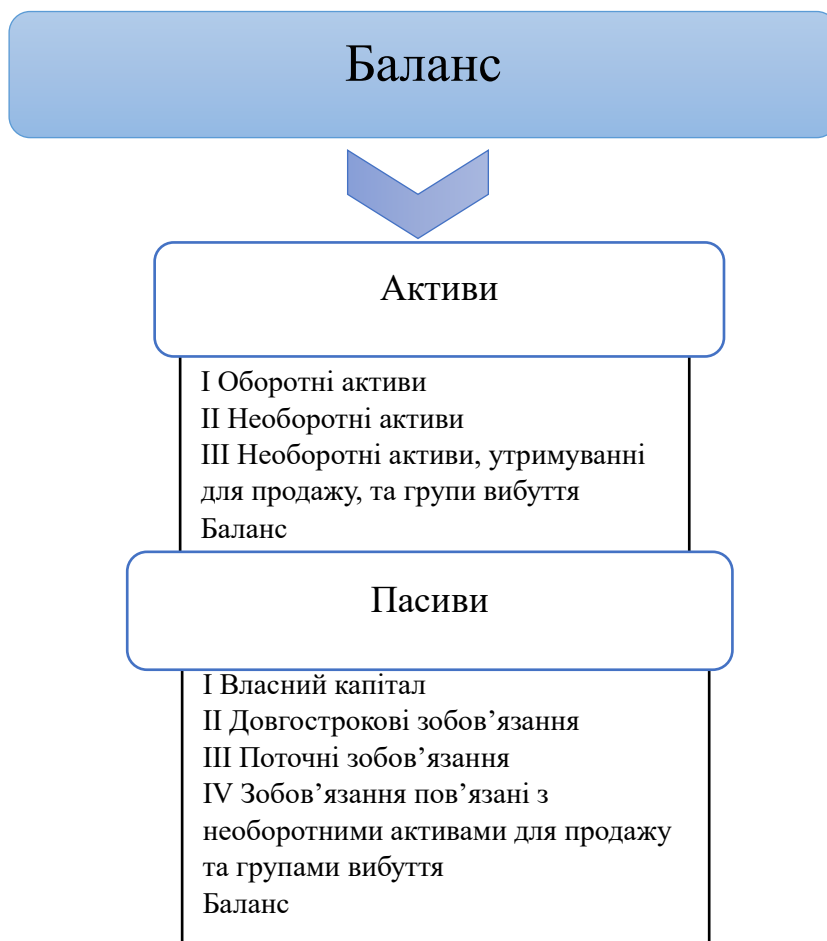 Баланс
Активи
I Оборотні активи
II Необоротні активи
III Необоротні активи, утримуванні
для продажу, та групи вибуття
Баланс
Пасиви
I Власний капітал
II Довгострокові зобов’язання
III Поточні зобов’язання
IV Зобов’язання пов’язані з
необоротними активами для продажу
та групами вибуття
Баланс